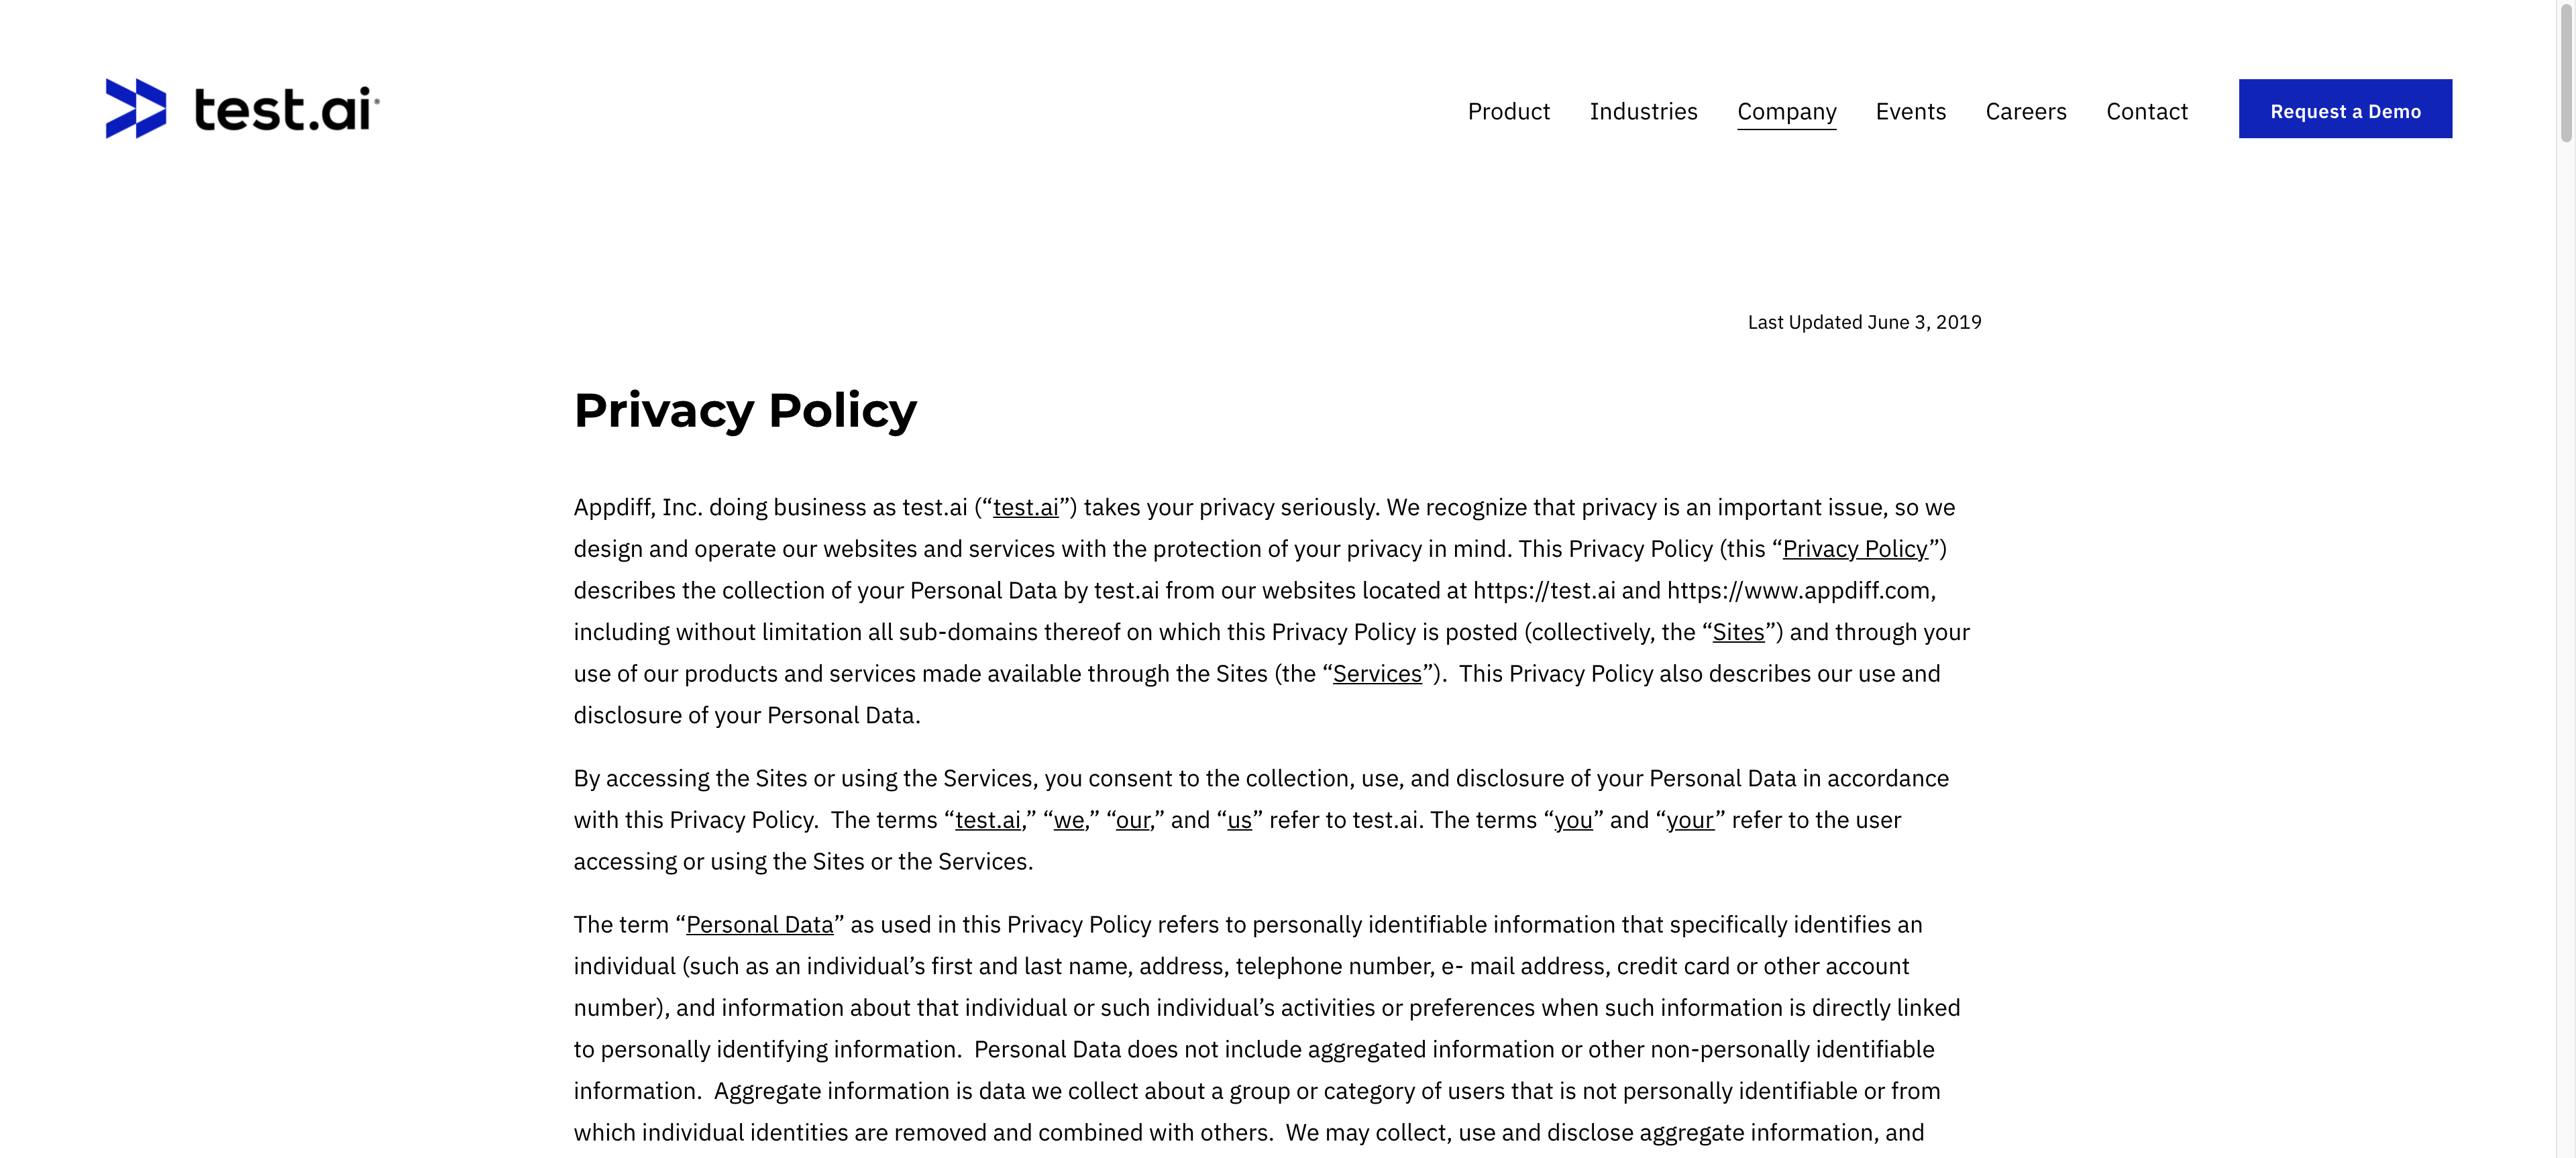 test.ai
Product Industries Company Events Careers Contact Request a Demo
Last Updated June 3, 2019
Privacy Policy
Appdiff, Inc. doing business as test.ai (“test.ai”) takes your privacy seriously. We recognize that privacy is an important issue, so we
design and operate our websites and services with the protection of your privacy in mind. This Privacy Policy (this “Privacy Policy”)
describes the collection of your Personal Data by test.ai from our websites located at https://test.ai and https://www.appdiff.com,
including without limitation all sub-domains thereof on which this Privacy Policy is posted (collectively, the “Sites”) and through your
use of our products and services made available through the Sites (the “Services”).  This Privacy Policy also describes our use and
disclosure of your Personal Data.
By accessing the Sites or using the Services, you consent to the collection, use, and disclosure of your Personal Data in accordance
with this Privacy Policy.  The terms “test.ai,” “we,” “our,” and “us” refer to test.ai. The terms “you” and “your” refer to the user
accessing or using the Sites or the Services.
The term “Personal Data” as used in this Privacy Policy refers to personally identifiable information that specifically identifies an
individual (such as an individual’s first and last name, address, telephone number, e- mail address, credit card or other account
number), and information about that individual or such individual’s activities or preferences when such information is directly linked
to personally identifying information.  Personal Data does not include aggregated information or other non-personally identifiable
information.  Aggregate information is data we collect about a group or category of users that is not personally identifiable or from
which individual identities are removed and combined with others.  We may collect, use and disclose aggregate information, and